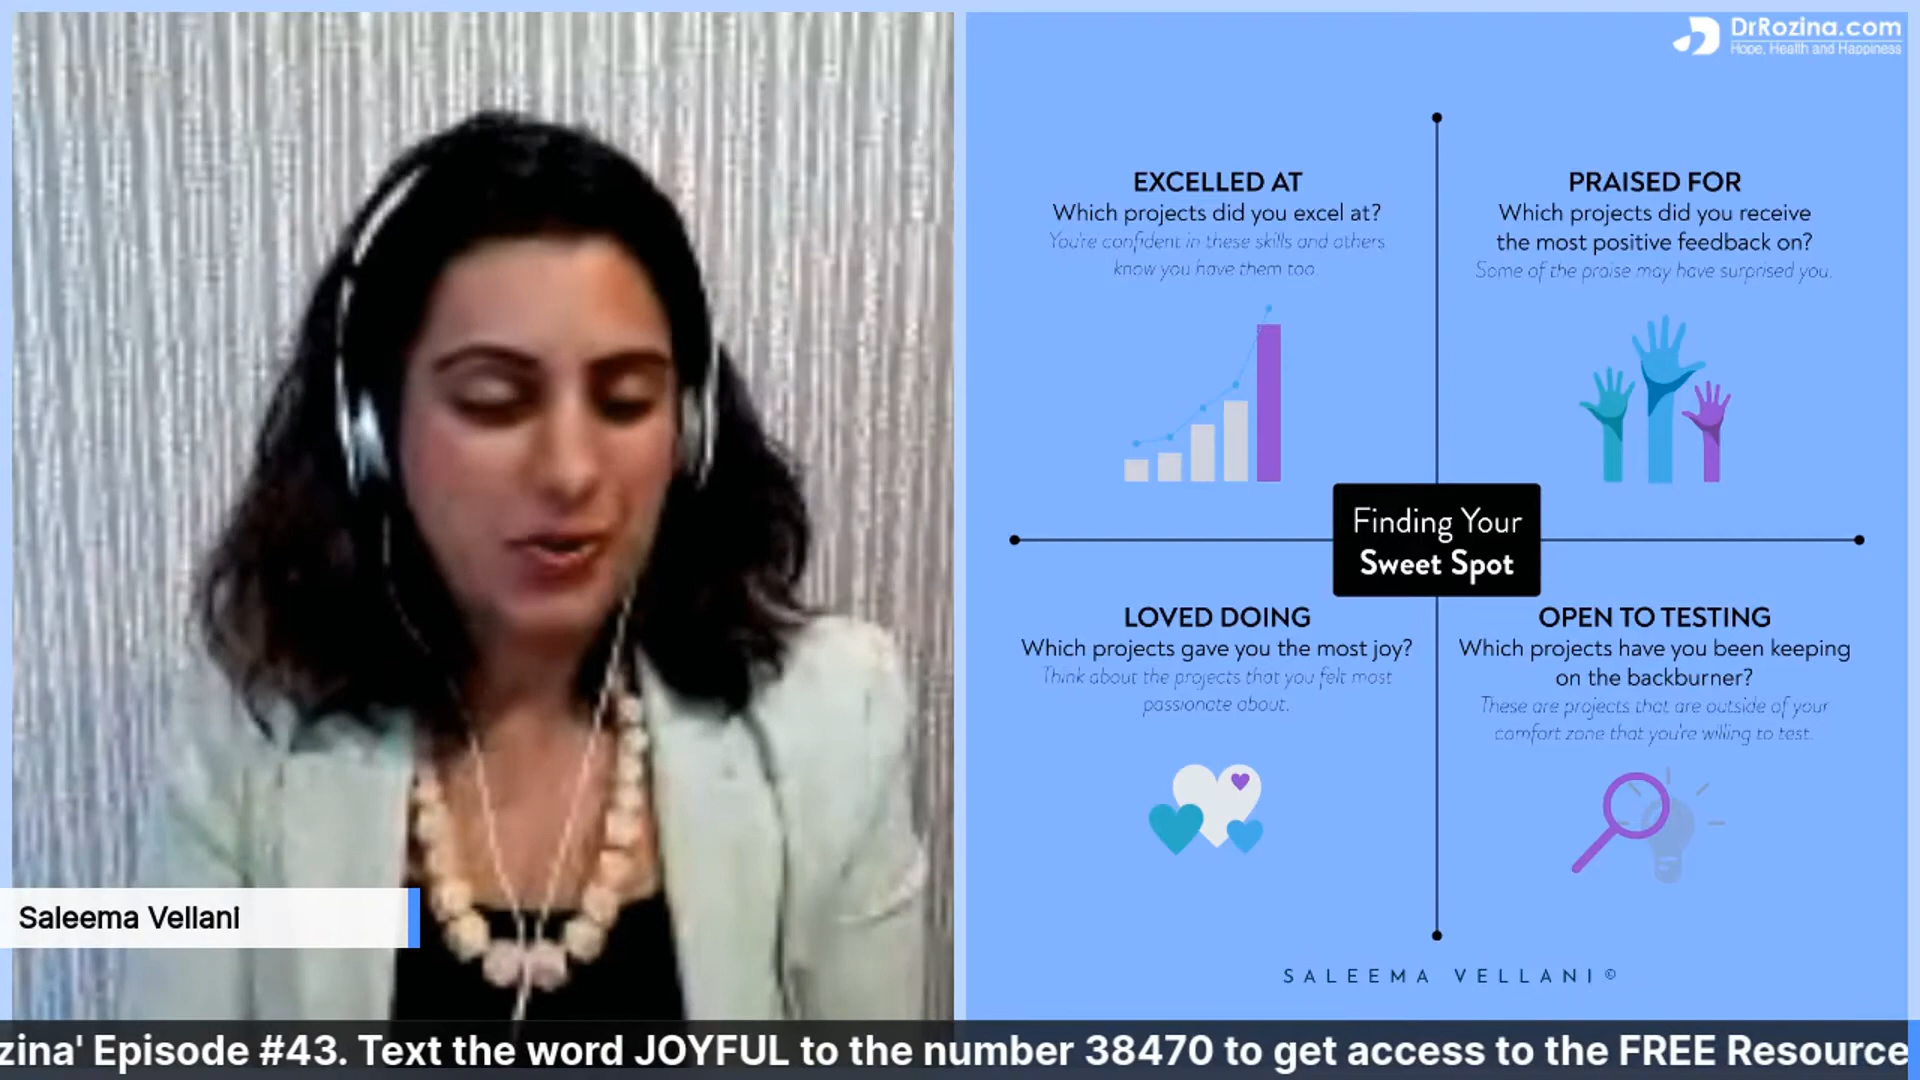 DrRozina.com
Hope, Health and Happiness
EXCELLED AT
Which projects did you excel at?
You're confident in these skills and others
know you have them too.
PRAISED FOR
Which projects did you receive
the most positive feedback on?
Some of the praise may have surprised you.
Finding Your
Sweet Spot
LOVED DOING
Which projects gave you the most joy?
Think about the projects that you felt most
passionate about.
OPEN TO TESTING
Which projects have you been keeping
on the backburner?
These are projects that are outside of your
comfort zone that you're willing to test.
SALEEMA VELLANI©
Saleema Vellani
zina' Episode #43. Text the word JOYFUL to the number 38470 to get access to the FREE Resource